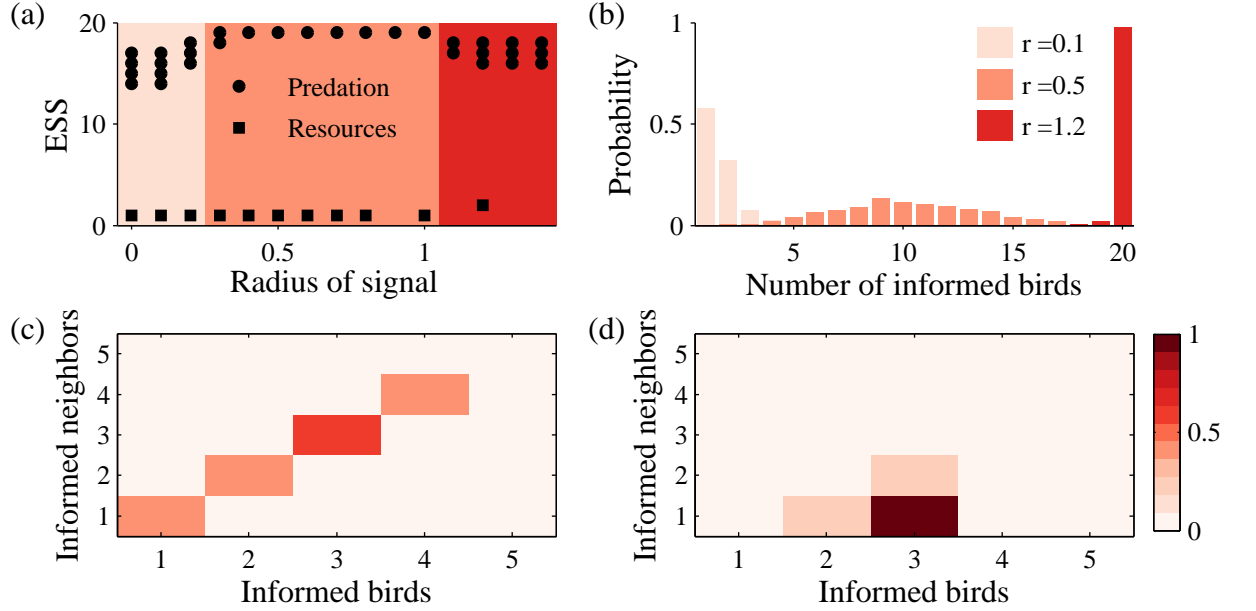 (a)
20
10
0
ESS
Predation
Resources
0 0.5 1
Radius of signal
(b)
1
0.5
0
Probability
r =0.1
r =0.5
r =1.2
5 10 15 20
Number of informed birds
(c)
5
4
3
2
1
Informed neighbors
1 2 3 4 5
Informed birds
(d)
5
4
3
2
1
Informed neighbors
1 2 3 4 5
Informed birds
1
0.5
0